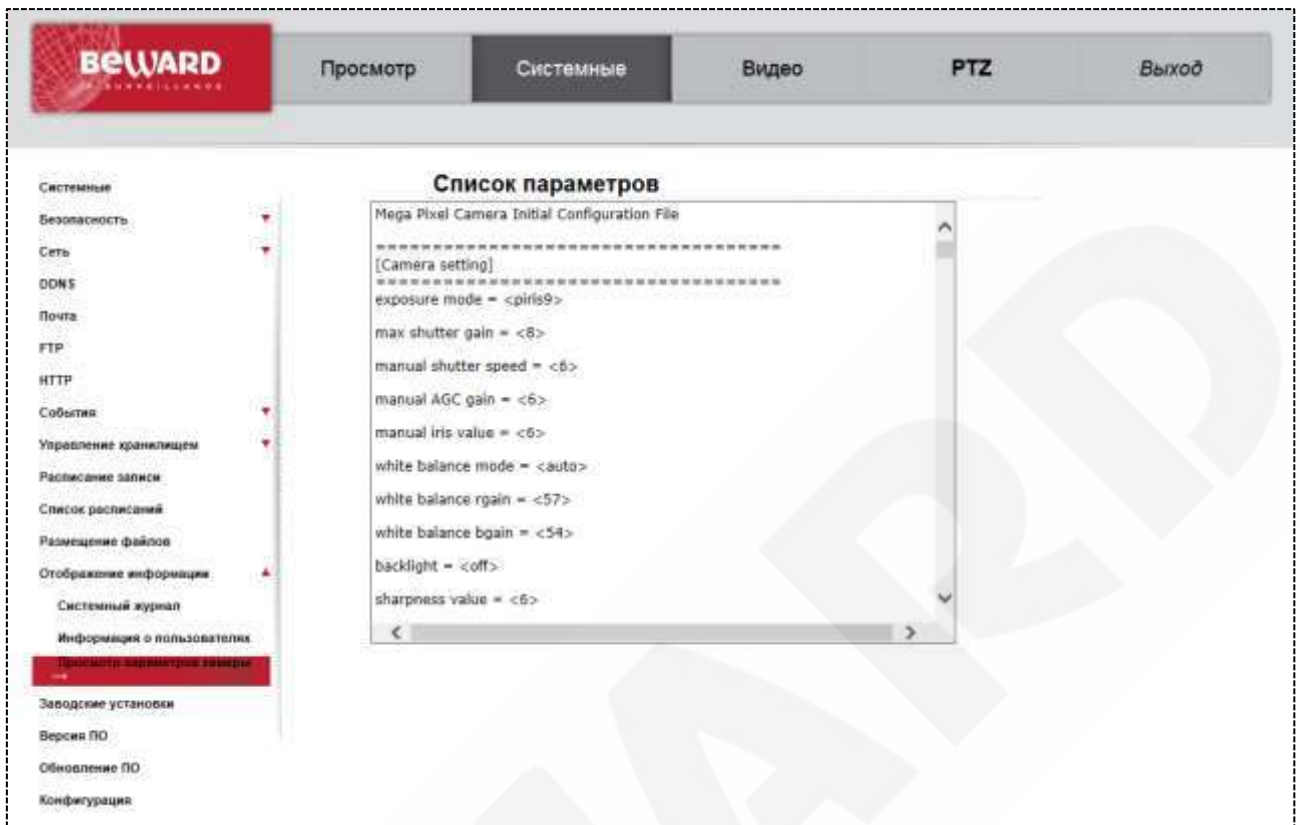 BEWARD
Просмотр
Системные
Видео
PTZ
Выход
Системные
Безопасность
Сеть
DDNS
Почта
FTP
HTTP
События
Управление хранилищем
Расписание записи
Список расписаний
Размещение файлов
Отображение информации
Системный журнал
Информация о пользователях
Просмотр параметров камеры
Заводские установки
Версия ПО
Обновление ПО
Конфигурация
Список параметров
Mega Pixel Camera Initial Configuration File
====================================
[Camera setting]
====================================
exposure mode = <piris9>
max shutter gain = <8>
manual shutter speed = <6>
manual AGC gain = <6>
manual iris value = <6>
white balance mode = <auto>
white balance rgain = <57>
white balance bgain = <54>
backlight = <off>
sharpness value = <6>